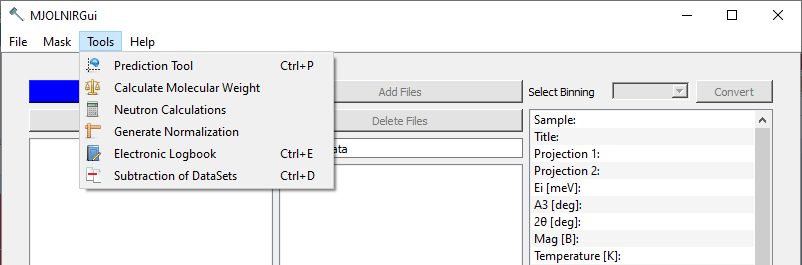 MJOLNIRGui
File Mask Tools Help
Prediction Tool Ctrl+P
Calculate Molecular Weight
Neutron Calculations
Generate Normalization
Electronic Logbook Ctrl+E
Subtraction of DataSets Ctrl+D
Add Files
Delete Files
ata
Select Binning Convert
Sample:
Title:
Projection 1:
Projection 2:
Ei [meV]:
A3 [deg]:
2θ [deg]:
Mag [B]:
Temperature [K]: